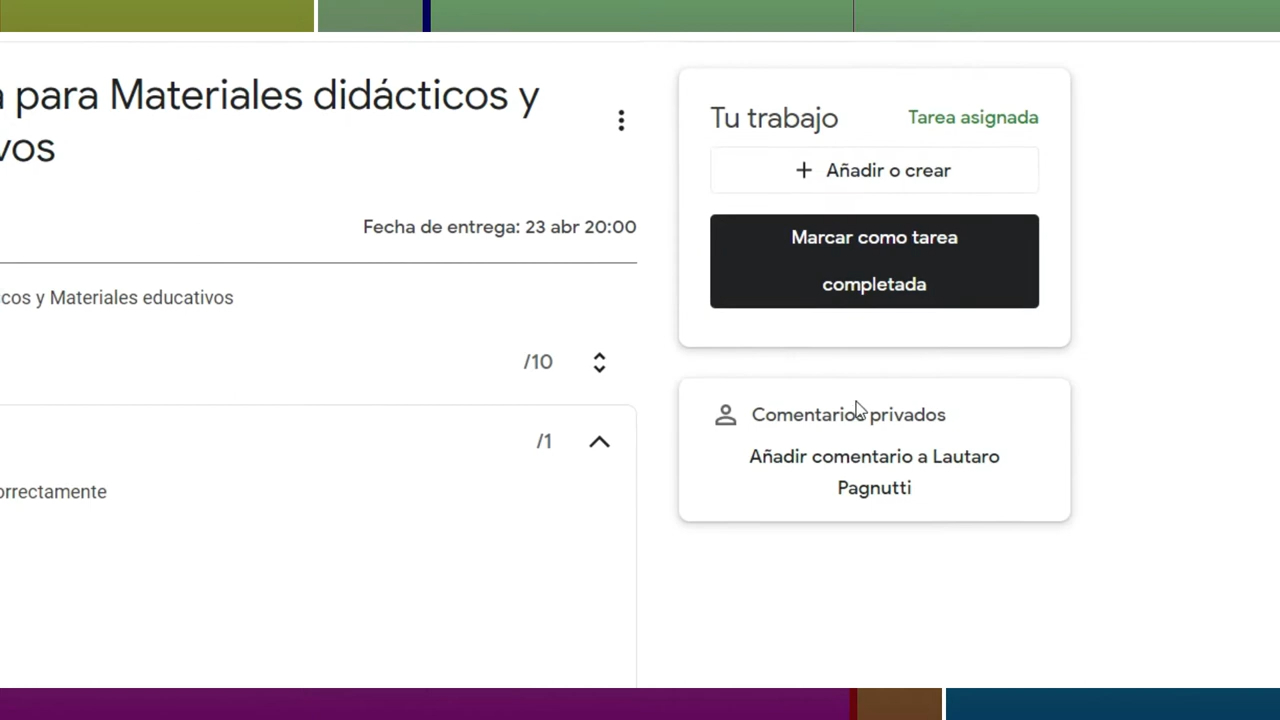 a para Materiales didácticos y
vos
Fecha de entrega: 23 abr 20:00
cos y Materiales educativos
/10
/1
orrectamente
Tu trabajo
Tarea asignada
+ Añadir o crear
Marcar como tarea
completada
Comentarios privados
Añadir comentario a Lautaro
Pagnutti